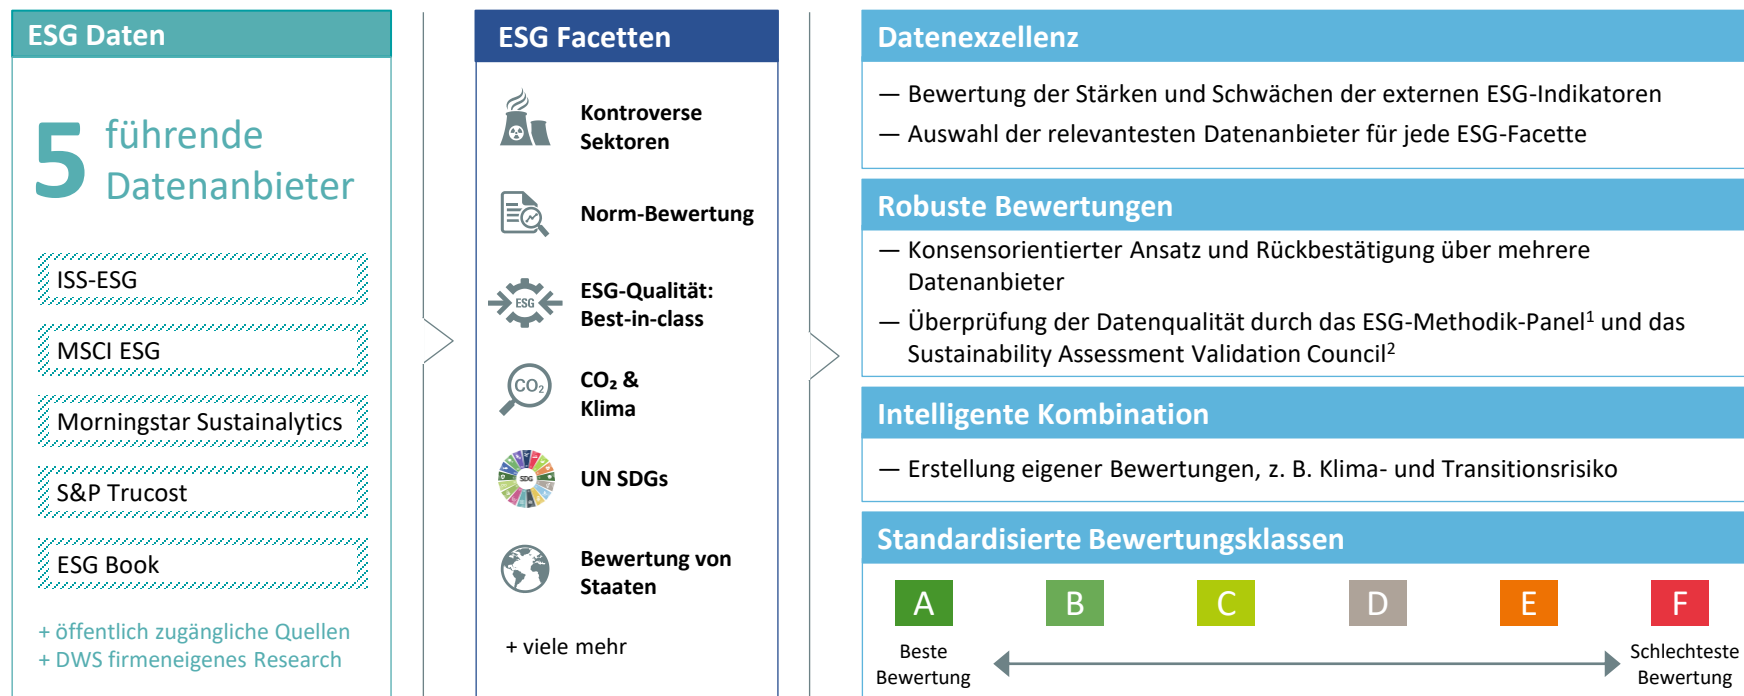 ESG Daten
5 führende
Datenanbieter
ISS-ESG
MSCI ESG
Morningstar Sustainalytics
S&P Trucost
ESG Book
+ öffentlich zugängliche Quellen
+ DWS firmeneigenes Research
ESG Facetten
Kontroverse
Sektoren
Norm-Bewertung
ESG
ESG-Qualität:
Best-in-class
CO₂
CO₂ &
Klima
SDG
UN SDGs
Bewertung von
Staaten
+ viele mehr
Datenexzellenz
— Bewertung der Stärken und Schwächen der externen ESG-Indikatoren
— Auswahl der relevantesten Datenanbieter für jede ESG-Facette
Robuste Bewertungen
— Konsensorientierter Ansatz und Rückbestätigung über mehrere
Datenanbieter
— Überprüfung der Datenqualität durch das ESG-Methodik-Panel¹ und das
Sustainability Assessment Validation Council²
Intelligente Kombination
— Erstellung eigener Bewertungen, z. B. Klima- und Transitionsrisiko
Standardisierte Bewertungsklassen
A B C D E F
Beste
Bewertung
Schlechteste
Bewertung